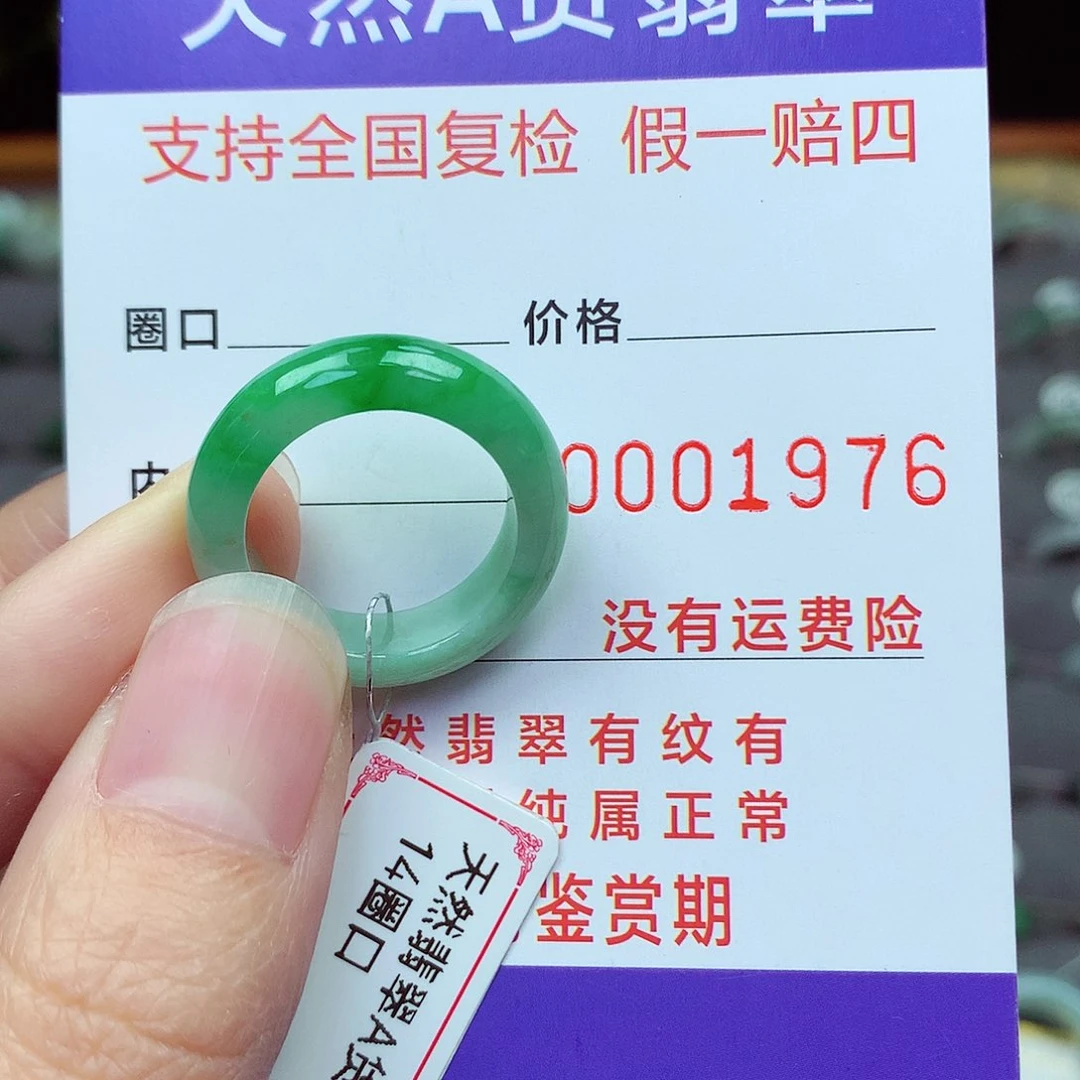 天然A货翡翠
支持全国复检 假一赔四
圈口 价格
内 0001976
没有运费险
然翡翠有纹有
纯属正常
鉴赏期
天然翡翠A货
14圈口